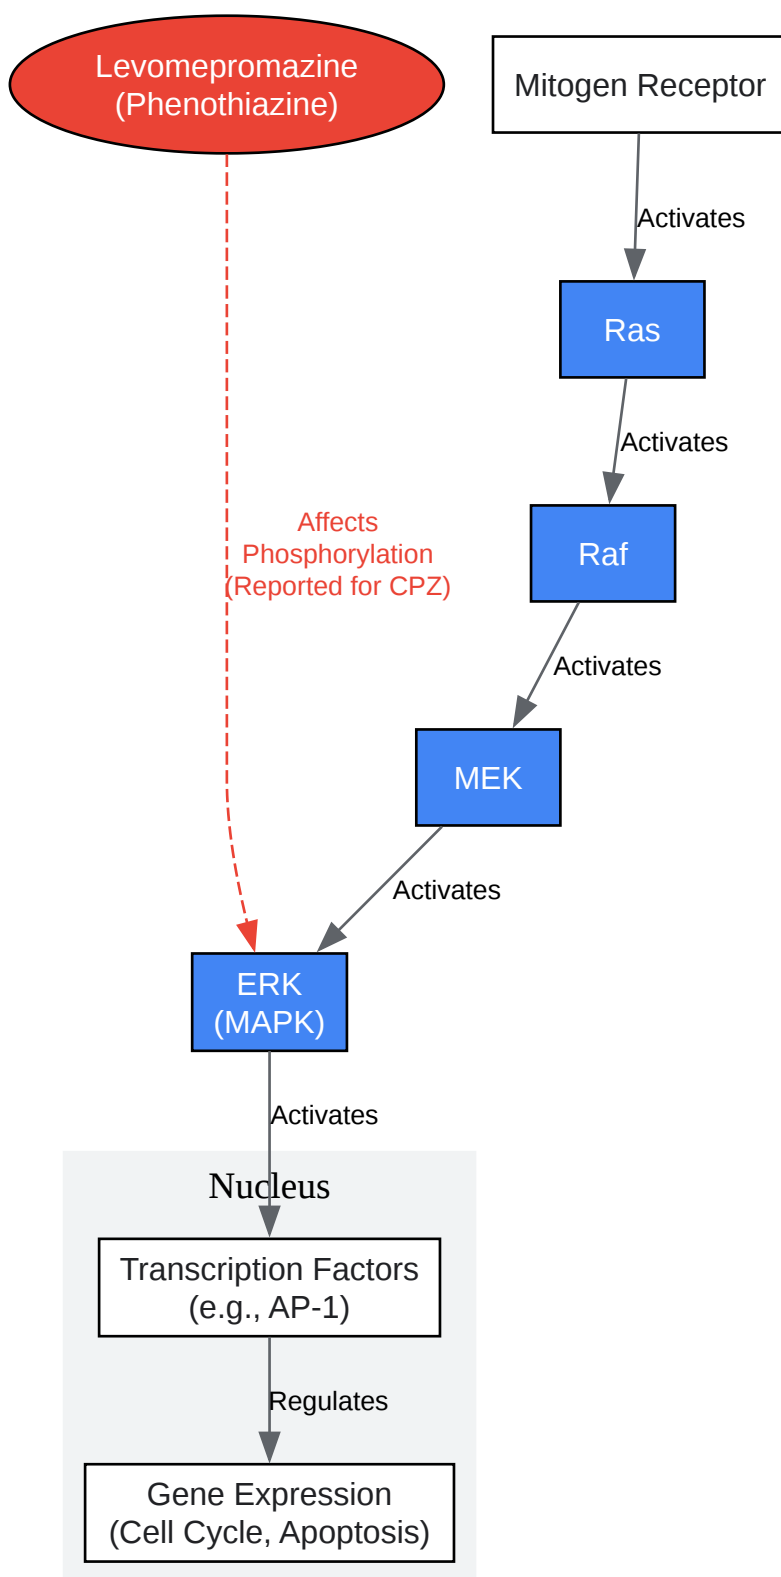 Levomepromazine
(Phenothiazine)
Mitogen Receptor
Activates
Ras
Activates
Affects
Phosphorylation
(Reported for CPZ)
Raf
Activates
MEK
Activates
ERK
(MAPK)
Activates
Nucleus
Transcription Factors
(e.g., AP-1)
Regulates
Gene Expression
(Cell Cycle, Apoptosis)